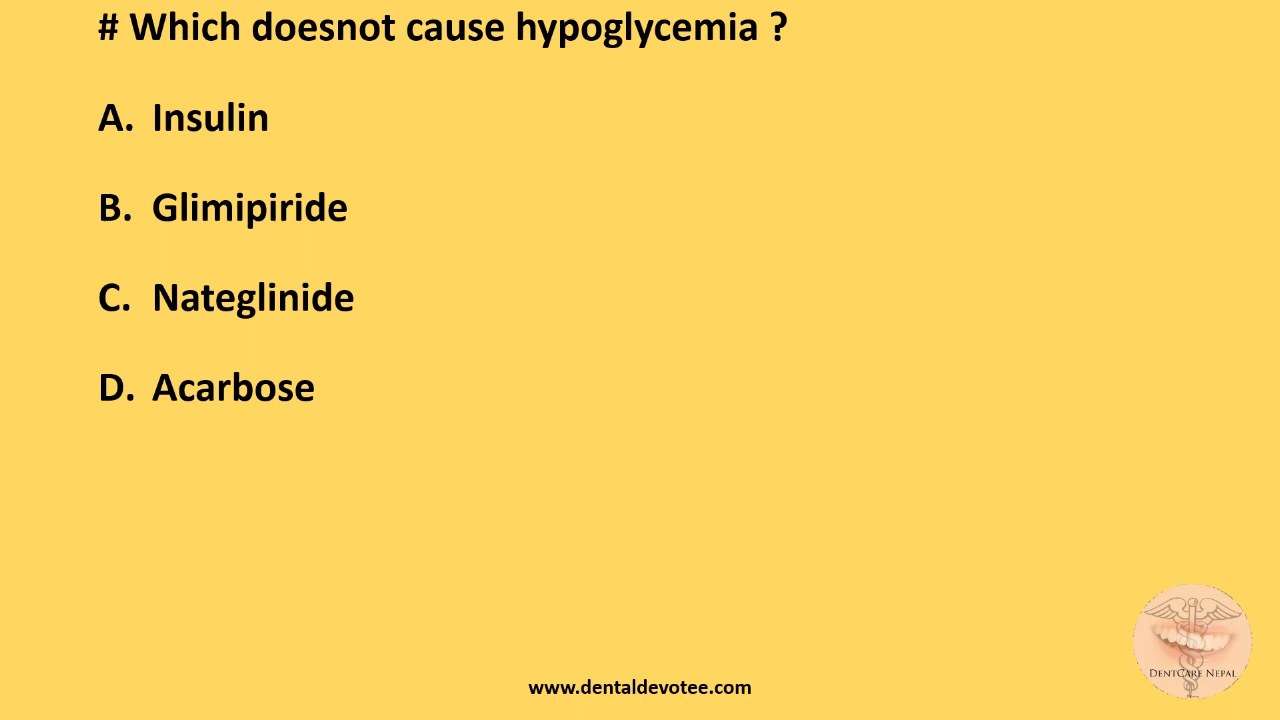 # Which doesnot cause hypoglycemia ?
A. Insulin
B. Glimipiride
C. Nateglinide
D. Acarbose
DENTCARE NEPAL
www.dentaldevotee.com